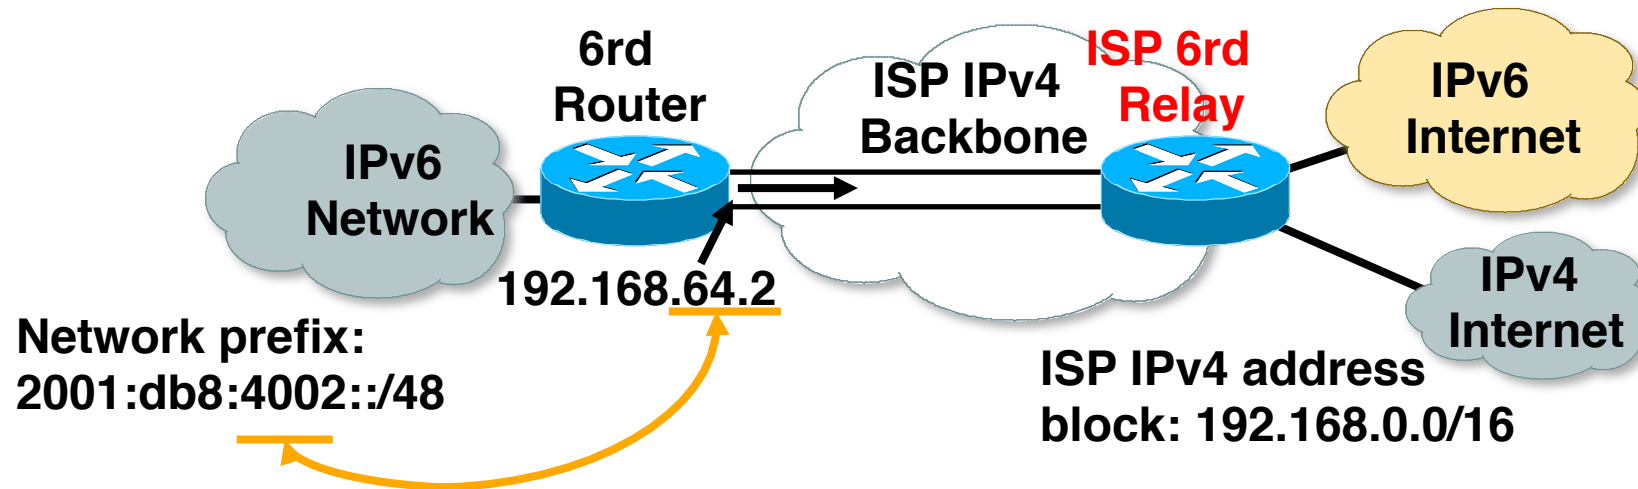 6rd
Router
ISP IPv4
Backbone
ISP 6rd
Relay
IPv6
Internet
IPv6
Network
192.168.64.2
IPv4
Internet
Network prefix:
2001:db8:4002::/48
ISP IPv4 address
block: 192.168.0.0/16